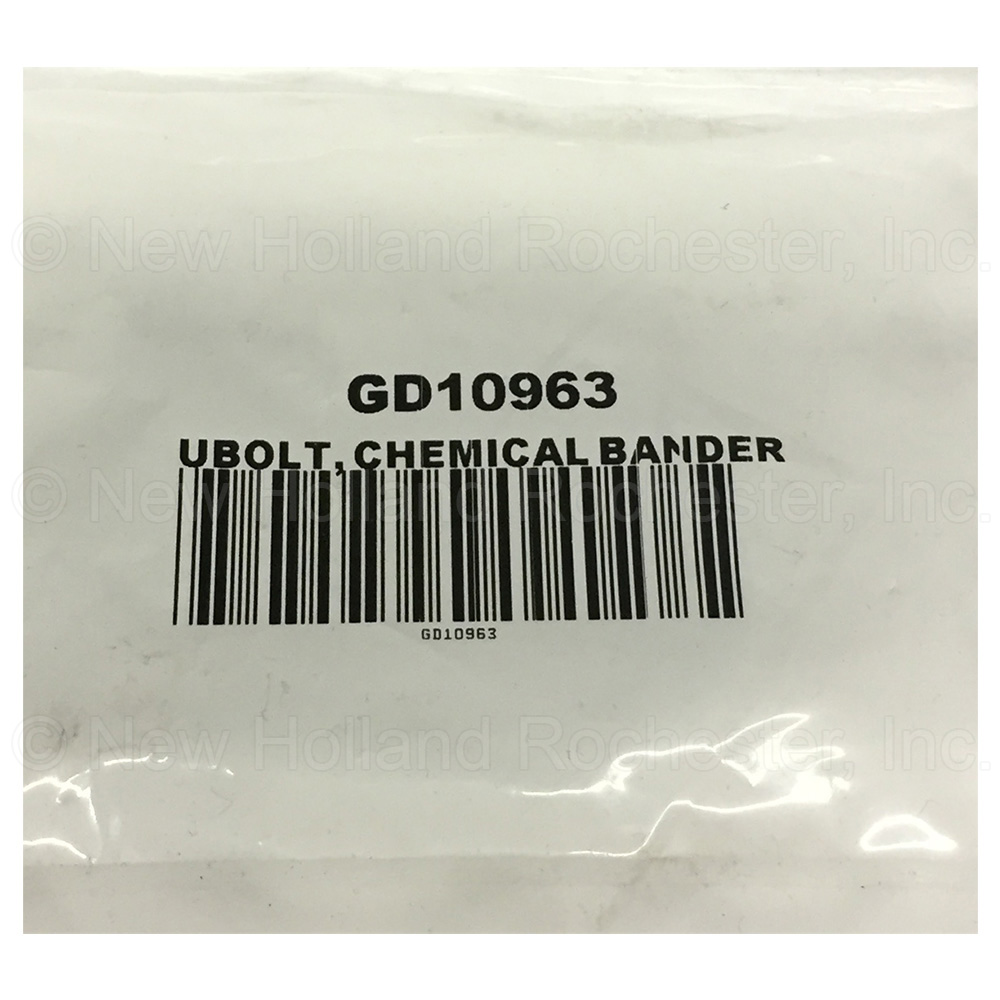 © New Holland Rochester, Inc.
GD10963
UBOLT, CHEMICAL BANDER
© New Holland Rochester, Inc.
GD10963
© New Holland Rochester, Inc.